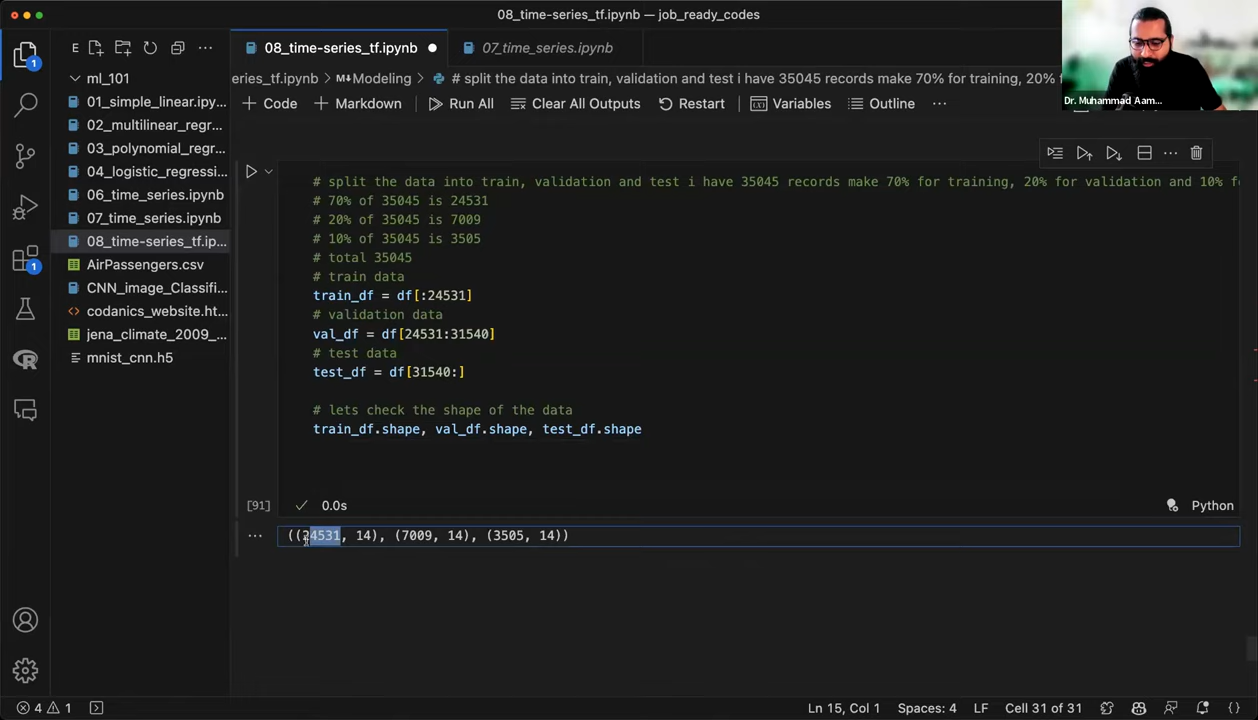 08_time-series_tf.ipynb — job_ready_codes
E
08_time-series_tf.ipynb
07_time_series.ipynb
Dr. Muhammad Aam...
ml_101
01_simple_linear.ipy...
02_multilinear_regr...
03_polynomial_regr...
04_logistic_regressi...
06_time_series.ipynb
07_time_series.ipynb
08_time-series_tf.ip...
AirPassengers.csv
CNN_image_Classifi...
codanics_website.ht...
jena_climate_2009_...
mnist_cnn.h5
1
1
eries_tf.ipynb > M↓Modeling > # split the data into train, validation and test i have 35045 records make 70% for training, 20% f
+ Code + Markdown Run All Clear All Outputs Restart Variables Outline ...
# split the data into train, validation and test i have 35045 records make 70% for training, 20% for validation and 10% f
# 70% of 35045 is 24531
# 20% of 35045 is 7009
# 10% of 35045 is 3505
# total 35045
# train data
train_df = df[:24531]
# validation data
val_df = df[24531:31540]
# test data
test_df = df[31540:]
# lets check the shape of the data
train_df.shape, val_df.shape, test_df.shape
[91] 0.0s Python
((24531, 14), (7009, 14), (3505, 14))
4 1 Ln 15, Col 1 Spaces: 4 LF Cell 31 of 31